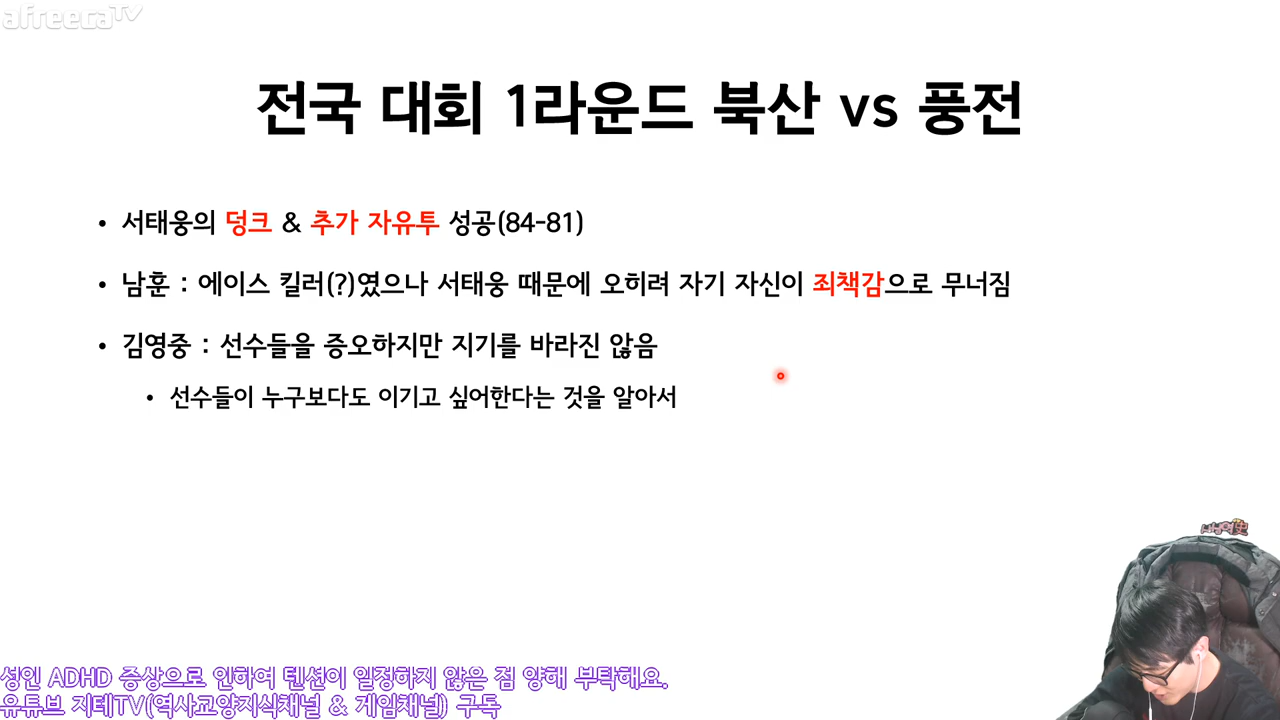 afreecaTV
전국 대회 1라운드 북산 vs 풍전
• 서태웅의 덩크 & 추가 자유투 성공(84-81)
• 남훈 : 에이스 킬러(?)였으나 서태웅 때문에 오히려 자기 자신이 죄책감으로 무너짐
• 김영중 : 선수들을 증오하지만 지기를 바라진 않음
• 선수들이 누구보다도 이기고 싶어한다는 것을 알아서
성인 ADHD 증상으로 인하여 텐션이 일정하지 않은 점 양해 부탁해요.
유튜브 지테TV(역사교양지식채널 & 게임채널) 구독